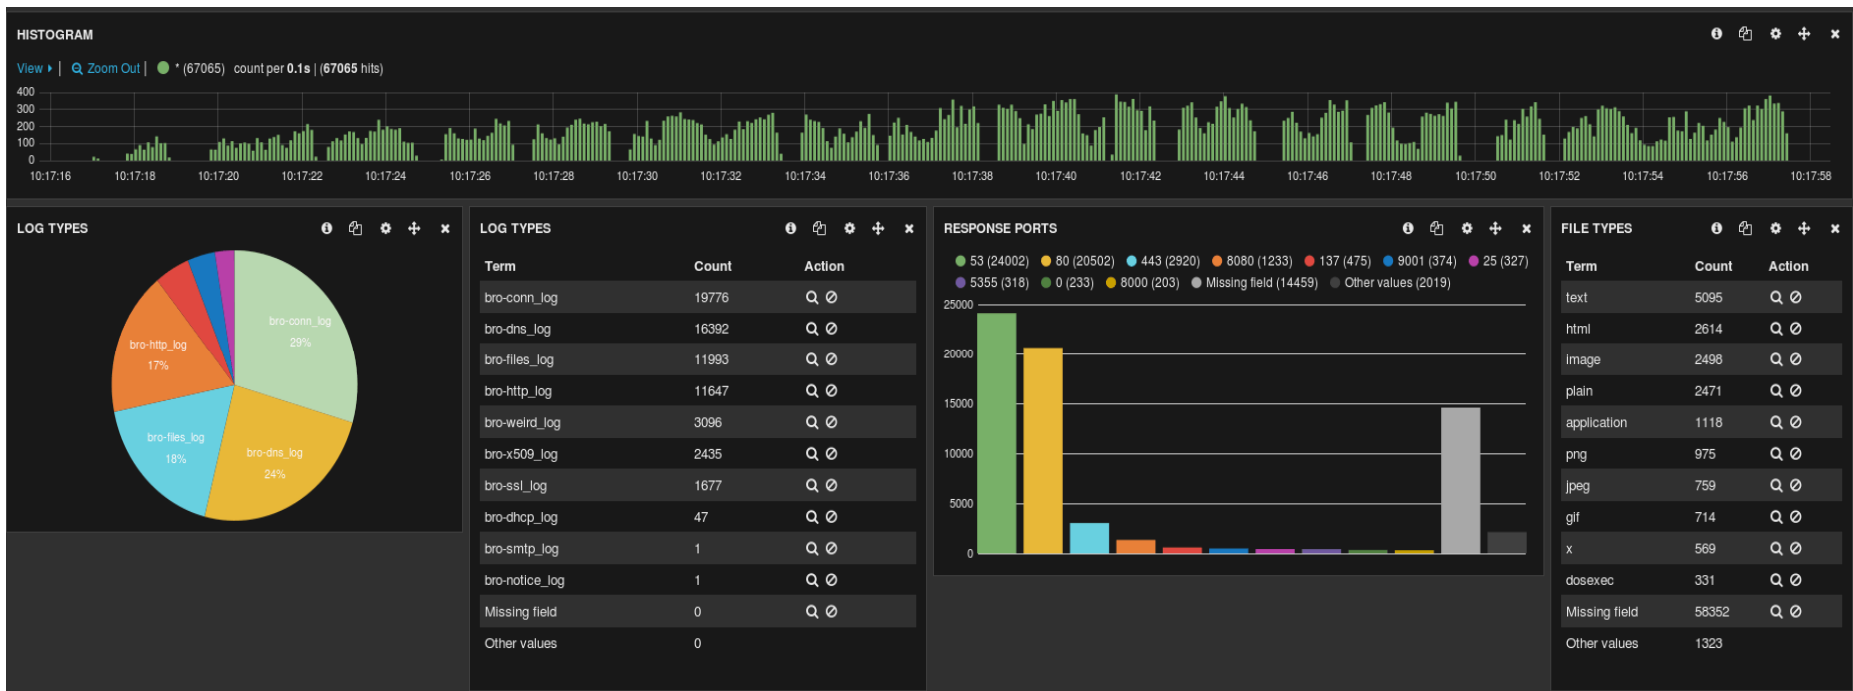 HISTOGRAM
View | Zoom Out | * (67065) count per 0.1s | (67065 hits)
400
300
200
100
0
10:17:16 10:17:18 10:17:20 10:17:22 10:17:24 10:17:26 10:17:28 10:17:30 10:17:32 10:17:34 10:17:36 10:17:38 10:17:40 10:17:42 10:17:44 10:17:46 10:17:48 10:17:50 10:17:52 10:17:54 10:17:56 10:17:58
LOG TYPES
bro-conn_log
29%
bro-http_log
17%
bro-files_log
18%
bro-dns_log
24%
LOG TYPES
Term Count Action
bro-conn_log 19776
bro-dns_log 16392
bro-files_log 11993
bro-http_log 11647
bro-weird_log 3096
bro-x509_log 2435
bro-ssl_log 1677
bro-dhcp_log 47
bro-smtp_log 1
bro-notice_log 1
Missing field 0
Other values 0
RESPONSE PORTS
53 (24002) 80 (20502) 443 (2920) 8080 (1233) 137 (475) 9001 (374) 25 (327)
5355 (318) 0 (233) 8000 (203) Missing field (14459) Other values (2019)
25000
20000
15000
10000
5000
0
FILE TYPES
Term Count Action
text 5095
html 2614
image 2498
plain 2471
application 1118
png 975
jpeg 759
gif 714
x 569
dosexec 331
Missing field 58352
Other values 1323